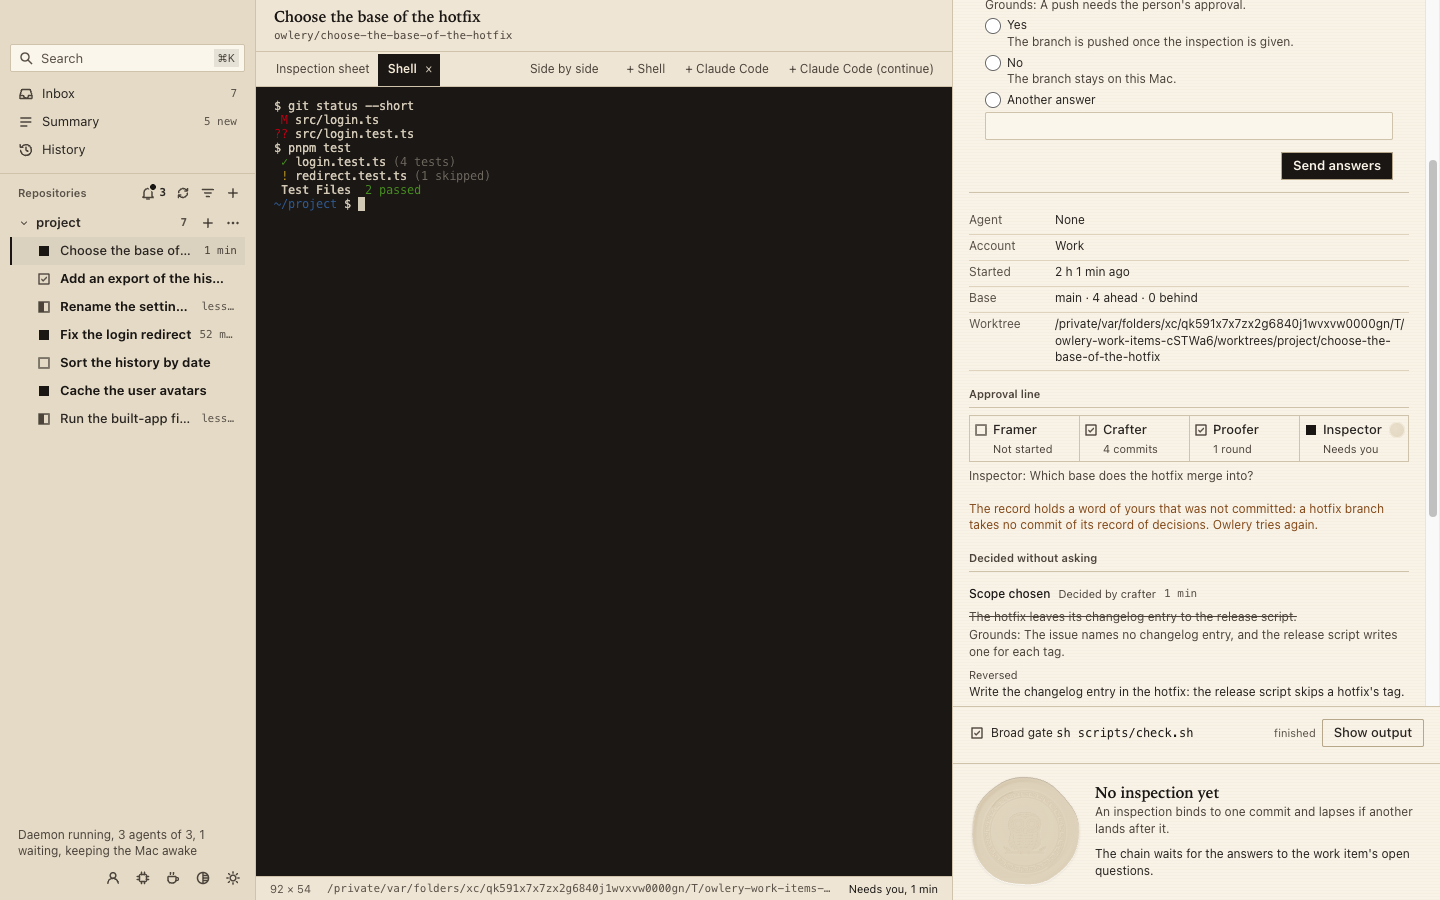 Search ⌘K
Inbox 7
Summary 5 new
History
Repositories 3
project 7
Choose the base of… 1 min
Add an export of the his…
Rename the settin… less…
Fix the login redirect 52 m…
Sort the history by date
Cache the user avatars
Run the built-app fi… less…
Daemon running, 3 agents of 3, 1
waiting, keeping the Mac awake
Choose the base of the hotfix
owlery/choose-the-base-of-the-hotfix
Inspection sheet Shell × Side by side + Shell + Claude Code + Claude Code (continue)
$ git status --short
M src/login.ts
?? src/login.test.ts
$ pnpm test
✓ login.test.ts (4 tests)
! redirect.test.ts (1 skipped)
Test Files 2 passed
~/project $
92 × 54 /private/var/folders/xc/qk591x7x7zx2g6840j1wvxvw0000gn/T/owlery-work-items-… Needs you, 1 min
Grounds: A push needs the person's approval.
Yes
The branch is pushed once the inspection is given.
No
The branch stays on this Mac.
Another answer
Send answers
Agent None
Account Work
Started 2 h 1 min ago
Base main · 4 ahead · 0 behind
Worktree /private/var/folders/xc/qk591x7x7zx2g6840j1wvxvw0000gn/T/
owlery-work-items-cSTWa6/worktrees/project/choose-the-
base-of-the-hotfix
Approval line
Framer Crafter Proofer Inspector
Not started 4 commits 1 round Needs you
Inspector: Which base does the hotfix merge into?
The record holds a word of yours that was not committed: a hotfix branch
takes no commit of its record of decisions. Owlery tries again.
Decided without asking
Scope chosen Decided by crafter 1 min
The hotfix leaves its changelog entry to the release script.
Grounds: The issue names no changelog entry, and the release script writes
one for each tag.
Reversed
Write the changelog entry in the hotfix: the release script skips a hotfix's tag.
Broad gate sh scripts/check.sh finished Show output
No inspection yet
An inspection binds to one commit and lapses if another
lands after it.
The chain waits for the answers to the work item's open
questions.